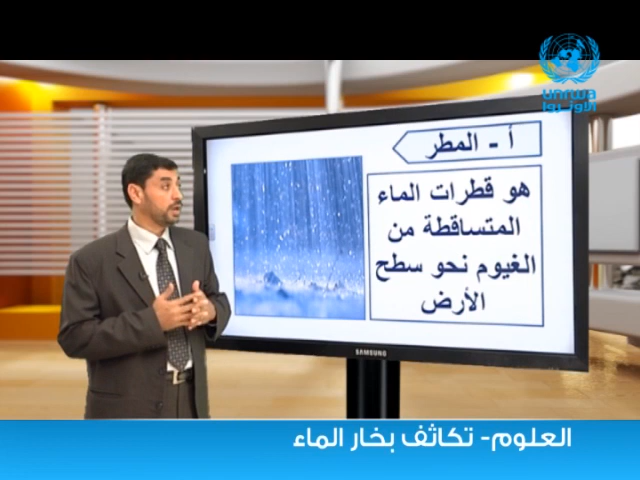 unrwa
الأونروا
أ - المطر
هو قطرات الماء
المتساقطة من
الغيوم نحو سطح
الأرض
SAMSUNG
العلوم- تكاثف بخار الماء